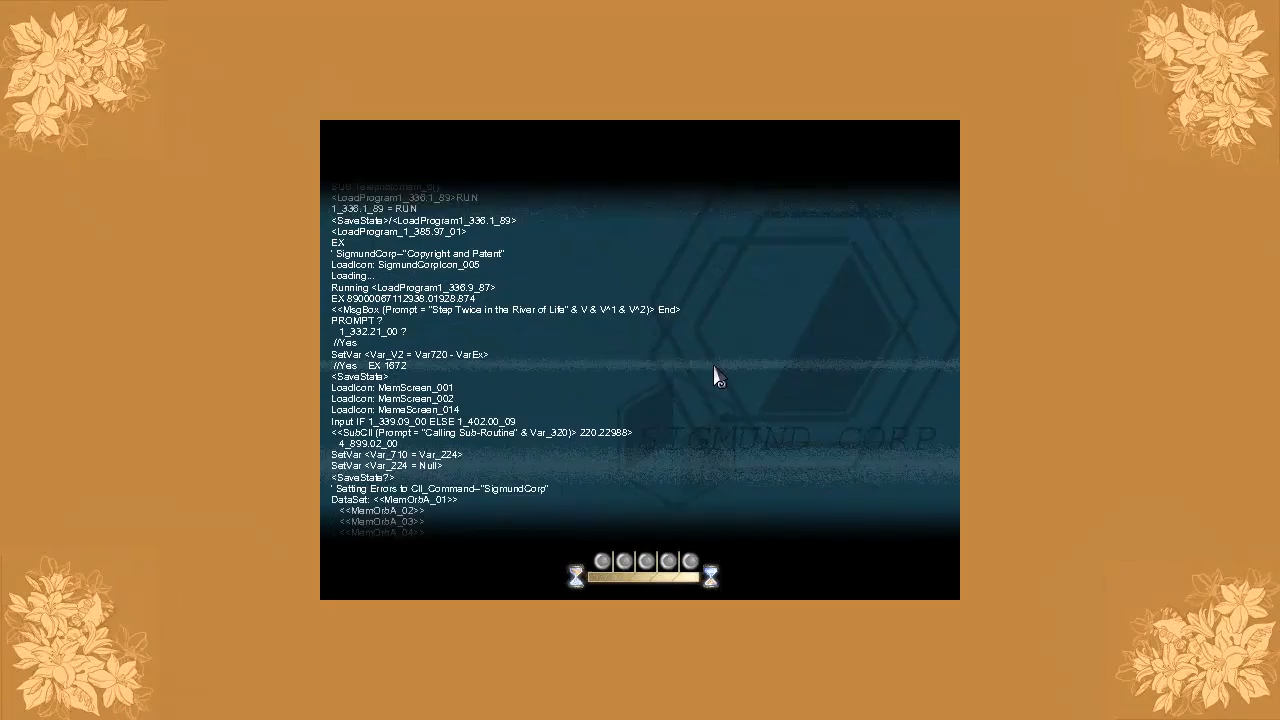 <LoadProgram1_336.1_89>RUN
1_336.1_89 = RUN
<SaveState>/<LoadProgram1_336.1_89>
<LoadProgram_1_385.97_01>
EX
' SigmundCorp--"Copyright and Patent"
LoadIcon: SigmundCorpIcon_005
Loading...
Running <LoadProgram1_336.9_87>
EX 89000067112938.01928.874
<<MsgBox (Prompt = "Step Twice in the River of Life" & V & V^1 & V^2)> End>
PROMPT ?
1_332.21_00 ?
//Yes
SetVar <Var_V2 = Var720 - VarEx>
//Yes EX 1672
<SaveState>
LoadIcon: MemScreen_001
LoadIcon: MemScreen_002
LoadIcon: MemeScreen_014
Input IF 1_339.09_00 ELSE 1_402.00_09
<<SubCll (Prompt = "Calling Sub-Routine" & Var_320)> 220.22988>
4_899.02_00
SetVar <Var_710 = Var_224>
SetVar <Var_224 = Null>
<SaveState?>
' Setting Errors to Cll_Command--"SigmundCorp"
DataSet: <<MemOrbA_01>>
<<MemOrbA_02>>
<<MemOrbA_03>>
<<MemOrbA_04>>
SIGMUND CORP